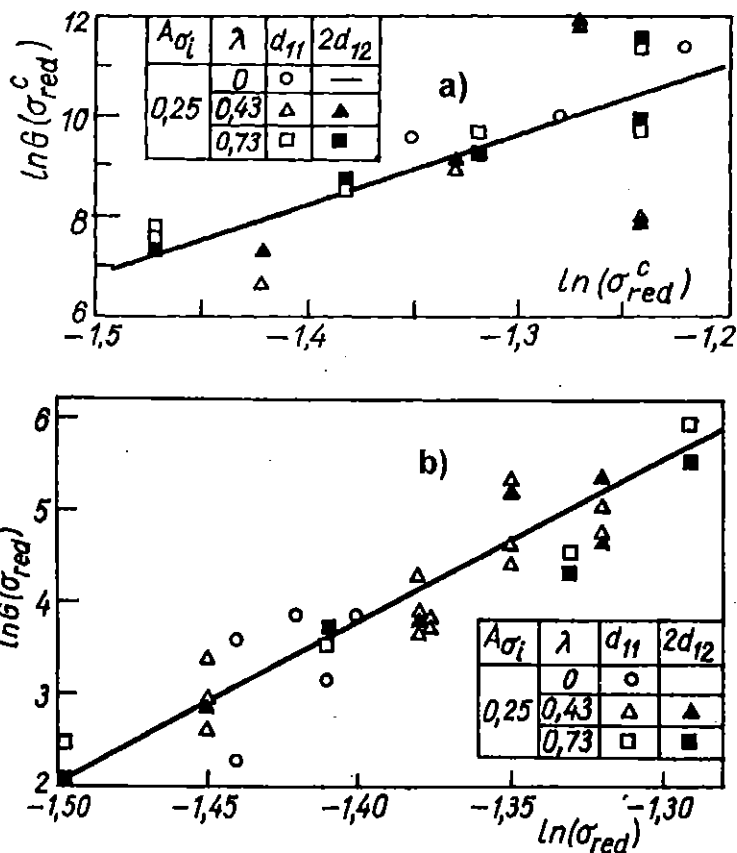 ln G(σ^c_red)
12
10
8
6
A_σi λ d_11 2d_12
0 —
0,25 0,43
0,73
a)
ln(σ^c_red)
-1,5 -1,4 -1,3 -1,2
ln G(σ_red)
6
5
4
3
2
b)
A_σi λ d_11 2d_12
0
0,25 0,43
0,73
-1,50 -1,45 -1,40 -1,35 -1,30
ln(σ_red)